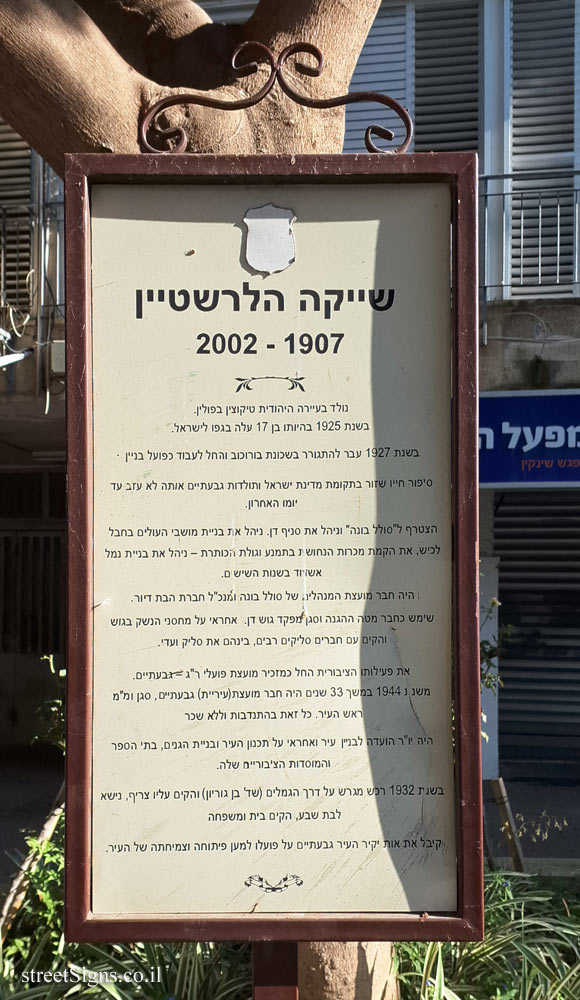 שייקה הלרשטיין
1907 - 2002
נולד בעיירה היהודית טיקוצין בפולין.
בשנת 1925 בהיותו בן 17 עלה בגפו לישראל.
בשנת 1927 עבר להתגורר בשכונת בורוכוב והחל לעבוד כפועל בניין
סיפור חייו שזור בתקומת מדינת ישראל ותולדות גבעתיים אותה לא עזב עד
יומו האחרון.
הצטרף ל"סולל בונה" וניהל את סניף דן. ניהל את בניית מושבי העולים בחבל
לכיש, את הקמת מכרות הנחושת בתמנע וגולת הכותרת – ניהל את בניית נמל
אשדוד בשנות השישים.
היה חבר מועצת המנהלים של סולל בונה ומנכ"ל חברת הבת דיור.
שימש כחבר מטה ההגנה וסגן מפקד גוש דן. אחראי על מחסני הנשק בגוש
והקים עם חברים סליקים רבים, בינהם את סליק ועדי.
את פעילותו הציבורית החל כמזכיר מועצת פועלי ר"ג – גבעתיים.
משנ 1944 במשך 33 שנים היה חבר מועצת(עיריית) גבעתיים, סגן ומ"מ
ראש העיר. כל זאת בהתנדבות וללא שכר
היה יו"ר הועדה לבניין עיר ואחראי על תכנון העיר ובניית הגנים, בתי הספר
והמוסדות הציבוריים שלה.
בשנת 1932 רכש מגרש על דרך הגמלים (שד' בן גוריון) והקים עליו צריף, נישא
לבת שבע, הקים בית ומשפחה
קיבל את אות יקיר העיר גבעתיים על פועלו למען פיתוחה וצמיחתה של העיר.
מפעל ה
מפגש שינקין
streetSigns.co.il